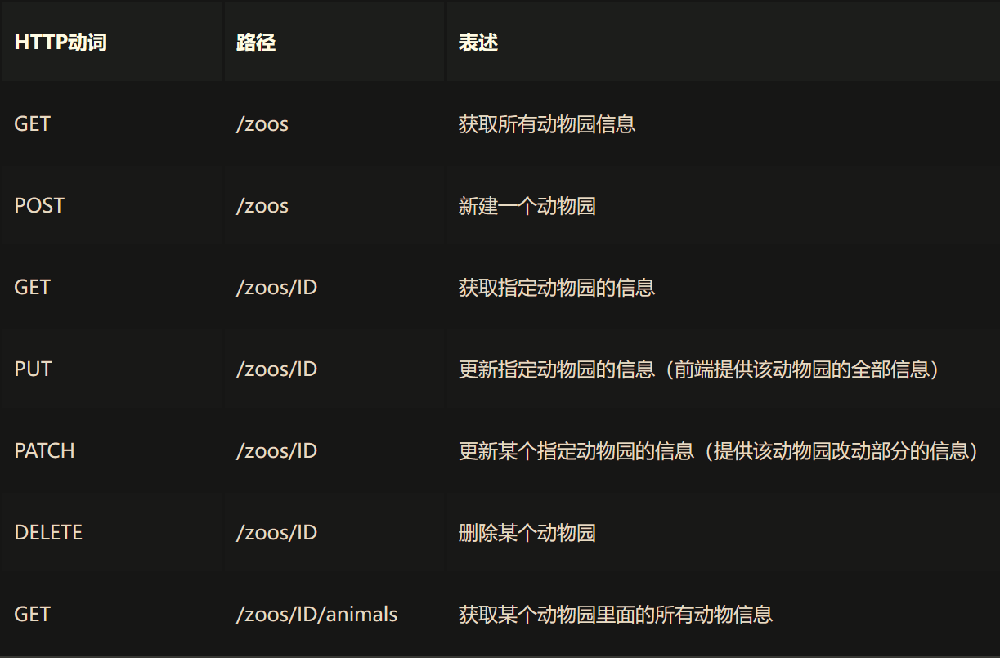 HTTP动词 路径 表述
GET /zoos 获取所有动物园信息
POST /zoos 新建一个动物园
GET /zoos/ID 获取指定动物园的信息
PUT /zoos/ID 更新指定动物园的信息（前端提供该动物园的全部信息）
PATCH /zoos/ID 更新某个指定动物园的信息（提供该动物园改动部分的信息）
DELETE /zoos/ID 删除某个动物园
GET /zoos/ID/animals 获取某个动物园里面的所有动物信息